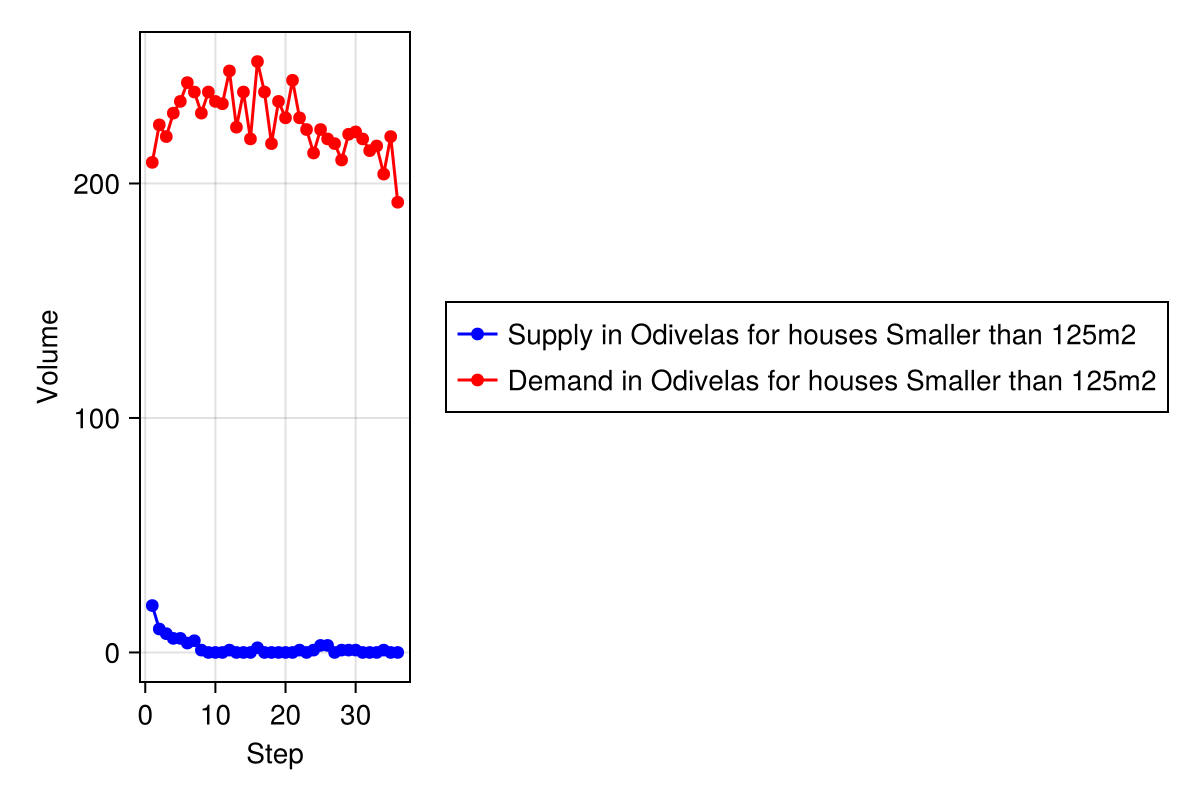 Volume
200
100
0
0 10 20 30
Step
Supply in Odivelas for houses Smaller than 125m2
Demand in Odivelas for houses Smaller than 125m2